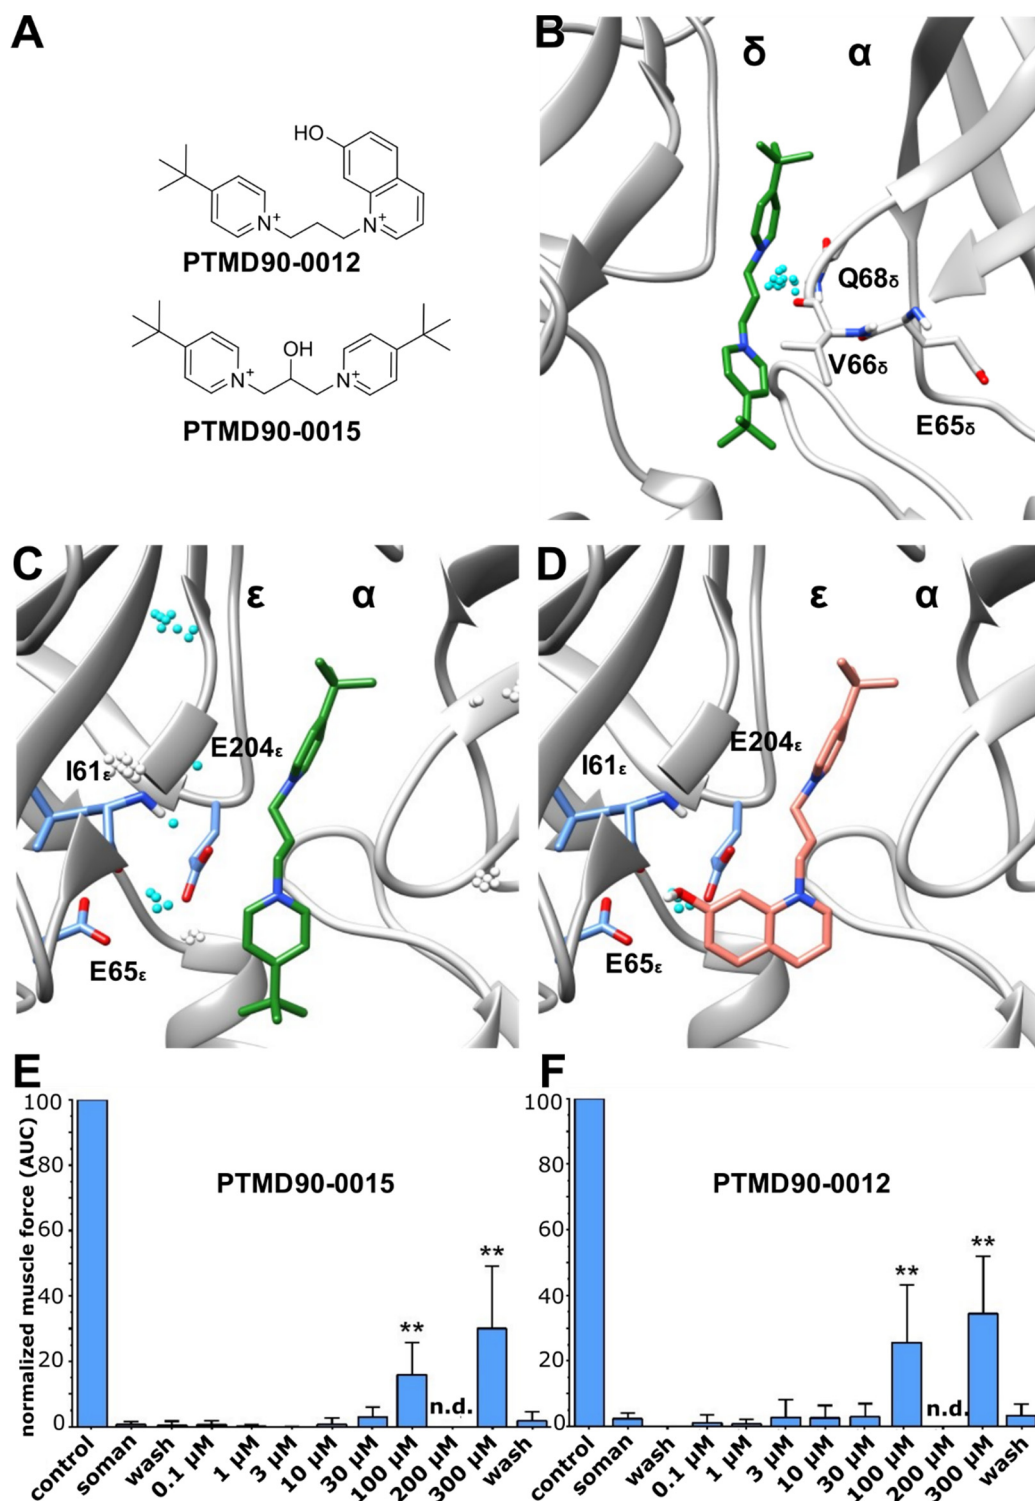 A
HO
N+
N+
PTMD90-0012
OH
N+
N+
PTMD90-0015
B
δ α
Q68δ
V66δ
E65δ
C
ε α
E204ε
I61ε
E65ε
D
ε α
E204ε
I61ε
E65ε
E
normalized muscle force (AUC)
100
80
60
40
20
0
PTMD90-0015
**
n.d.
**
control
soman
wash
0.1 µM
1 µM
3 µM
10 µM
30 µM
100 µM
200 µM
300 µM
wash
F
100
80
60
40
20
0
PTMD90-0012
**
n.d.
**
control
soman
wash
0.1 µM
1 µM
3 µM
10 µM
30 µM
100 µM
200 µM
300 µM
wash